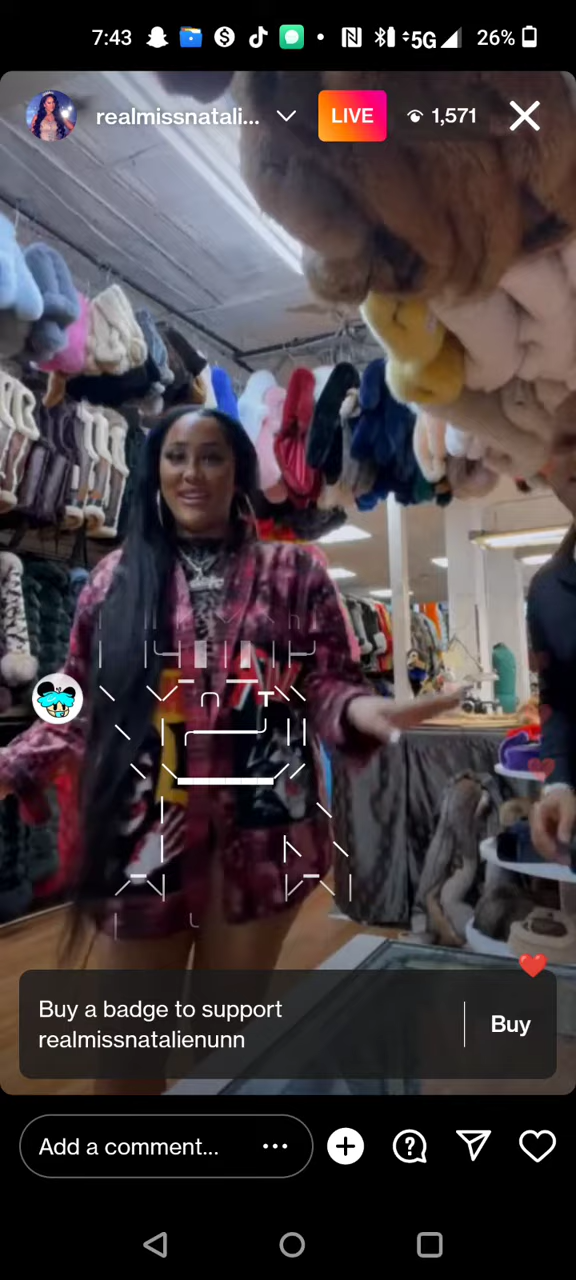 7:43
5G
26%
realmissnatali...
LIVE
1,571
Buy a badge to support
realmissnatalienunn
Buy
Add a comment...